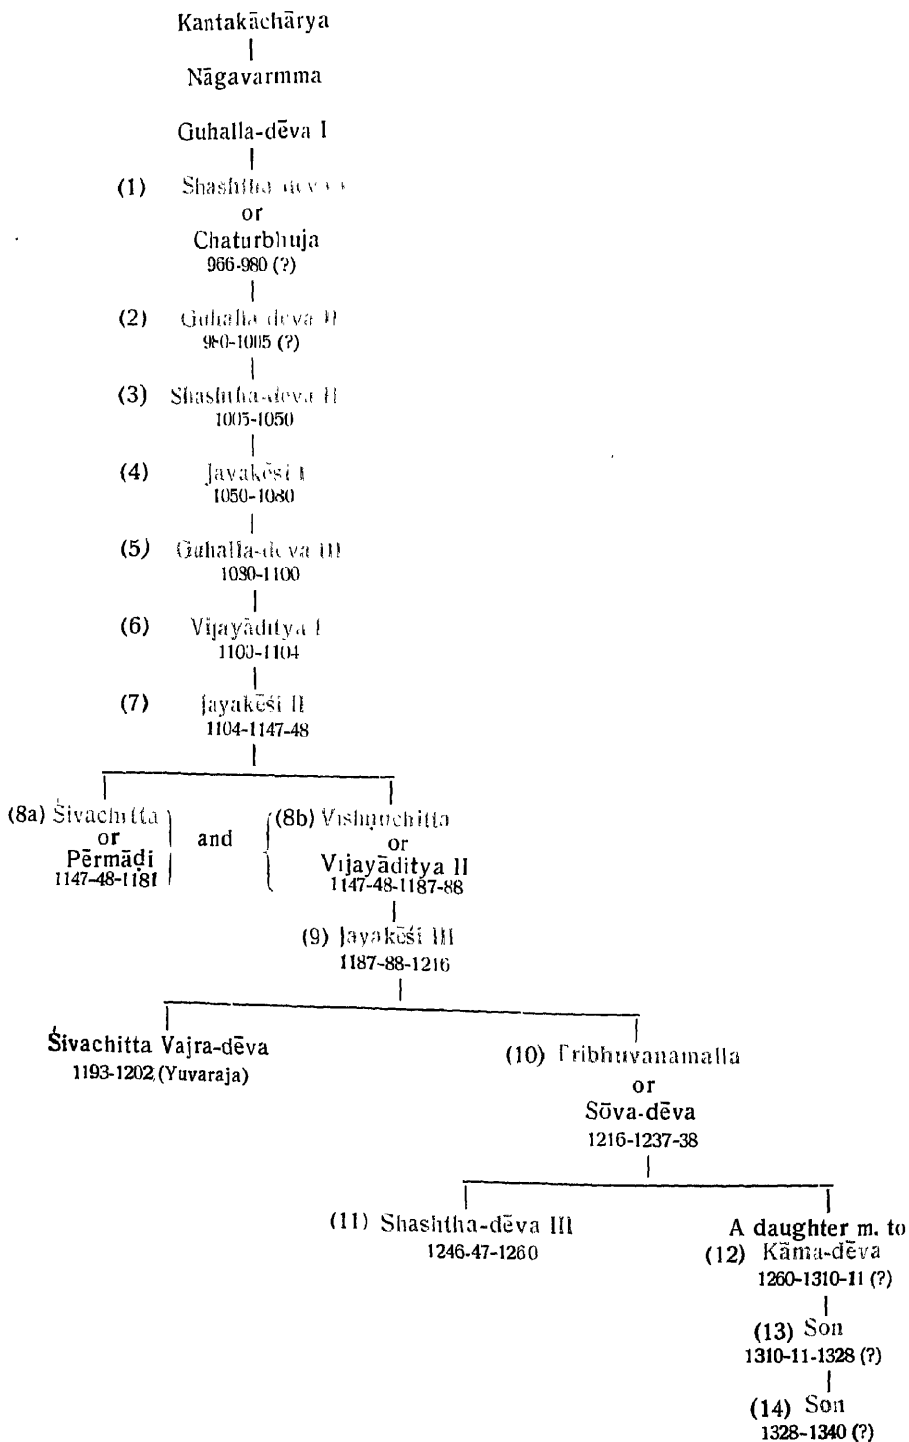 Kantakāchārya
Nāgavarmma
Guhalla-dēva I
(1) Shashtha
or
Chaturbhuja
966-980 (?)
(2) Guhalla deva II
980-1005 (?)
(3) Shashtha-deva II
1005-1050
(4) Jayakēsi I
1050-1080
(5) Guhalla-deva III
1080-1100
(6) Vijayāditya I
1100-1104
(7) Jayakēśi II
1104-1147-48
(8a) Śivachitta and (8b) Vishṇuchitta
or or
Pērmāḍi Vijayāditya II
1147-48-1181 1147-48-1187-88
(9) Jayakēśi III
1187-88-1216
Śivachitta Vajra-dēva (10) Tribhuvanamalla
1193-1202 (Yuvaraja) or
Sōva-dēva
1216-1237-38
(11) Shashtha-dēva III A daughter m. to
1246-47-1260 (12) Kāma-dēva
1260-1310-11 (?)
(13) Son
1310-11-1328 (?)
(14) Son
1328-1340 (?)